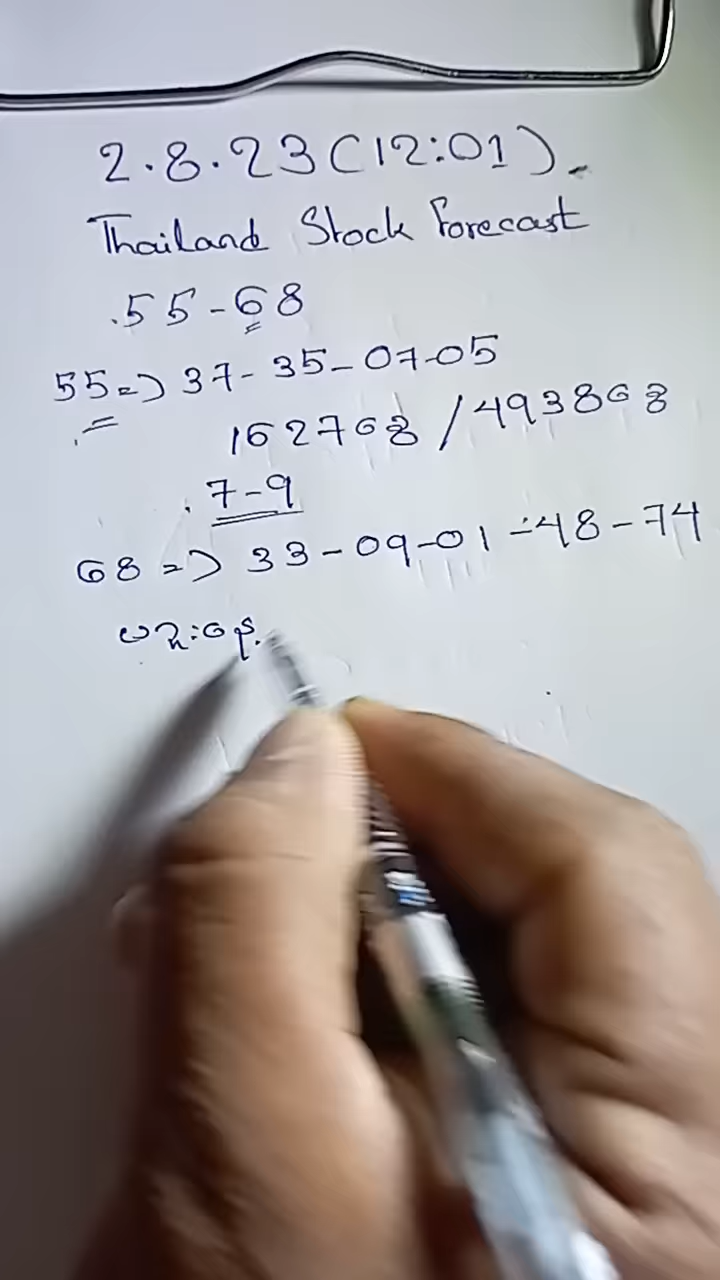 2.8.23 (12:01).
Thailand Stock Forecast
.55-68
55=> 37-35-07-05
162768/493868
7-9
68 => 33-09-01-48-74